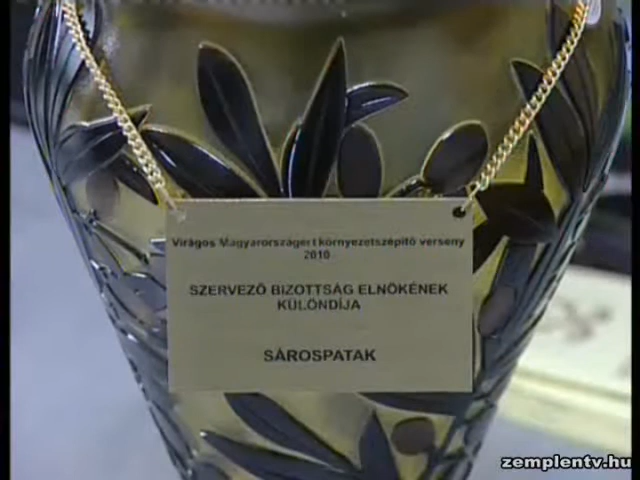 Virágos Magyarországért környezetszépítő verseny
2010
SZERVEZŐ BIZOTTSÁG ELNÖKÉNEK
KÜLÖNDÍJA
SÁROSPATAK
zemplentv.hu